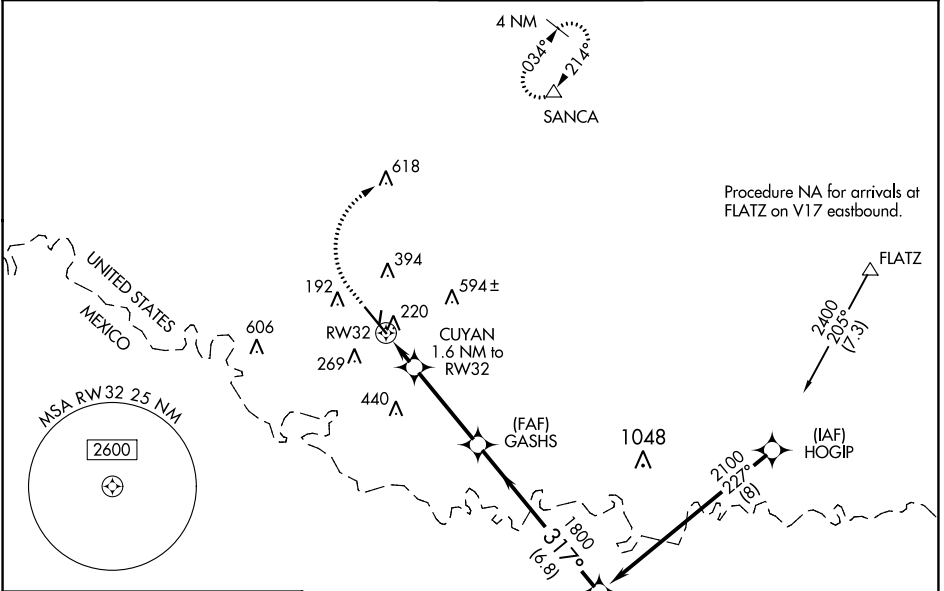 4 NM
034°
214°
SANCA
618
Procedure NA for arrivals at
FLATZ on V17 eastbound.
FLATZ
2400
205°
(7.3)
394
192
594±
220
UNITED STATES
MEXICO
606
RW32
269
CUYAN
1.6 NM to
RW32
440
MSA RW32 25 NM
2600
(FAF)
GASHS
1048
(IAF)
HOGIP
2100
227°
(8)
1800
317°
(6.8)